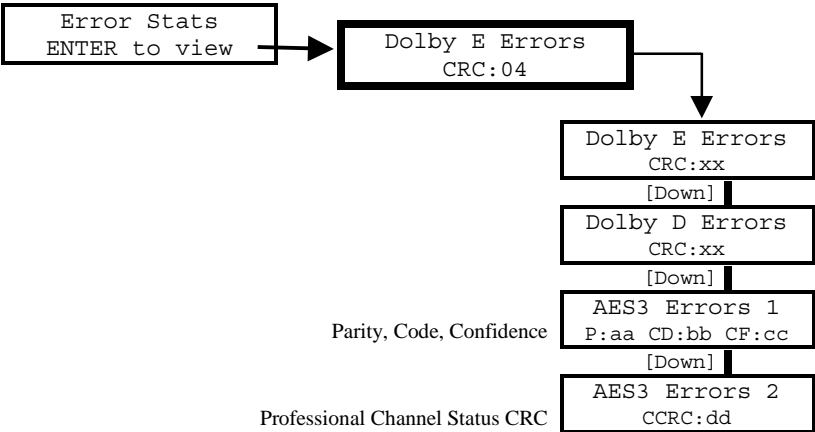 Error Stats
ENTER to view
Dolby E Errors
CRC:04
Dolby E Errors
CRC:xx
[Down]
Dolby D Errors
CRC:xx
[Down]
AES3 Errors 1
Parity, Code, Confidence
P:aa CD:bb CF:cc
[Down]
AES3 Errors 2
Professional Channel Status CRC
CCRC:dd